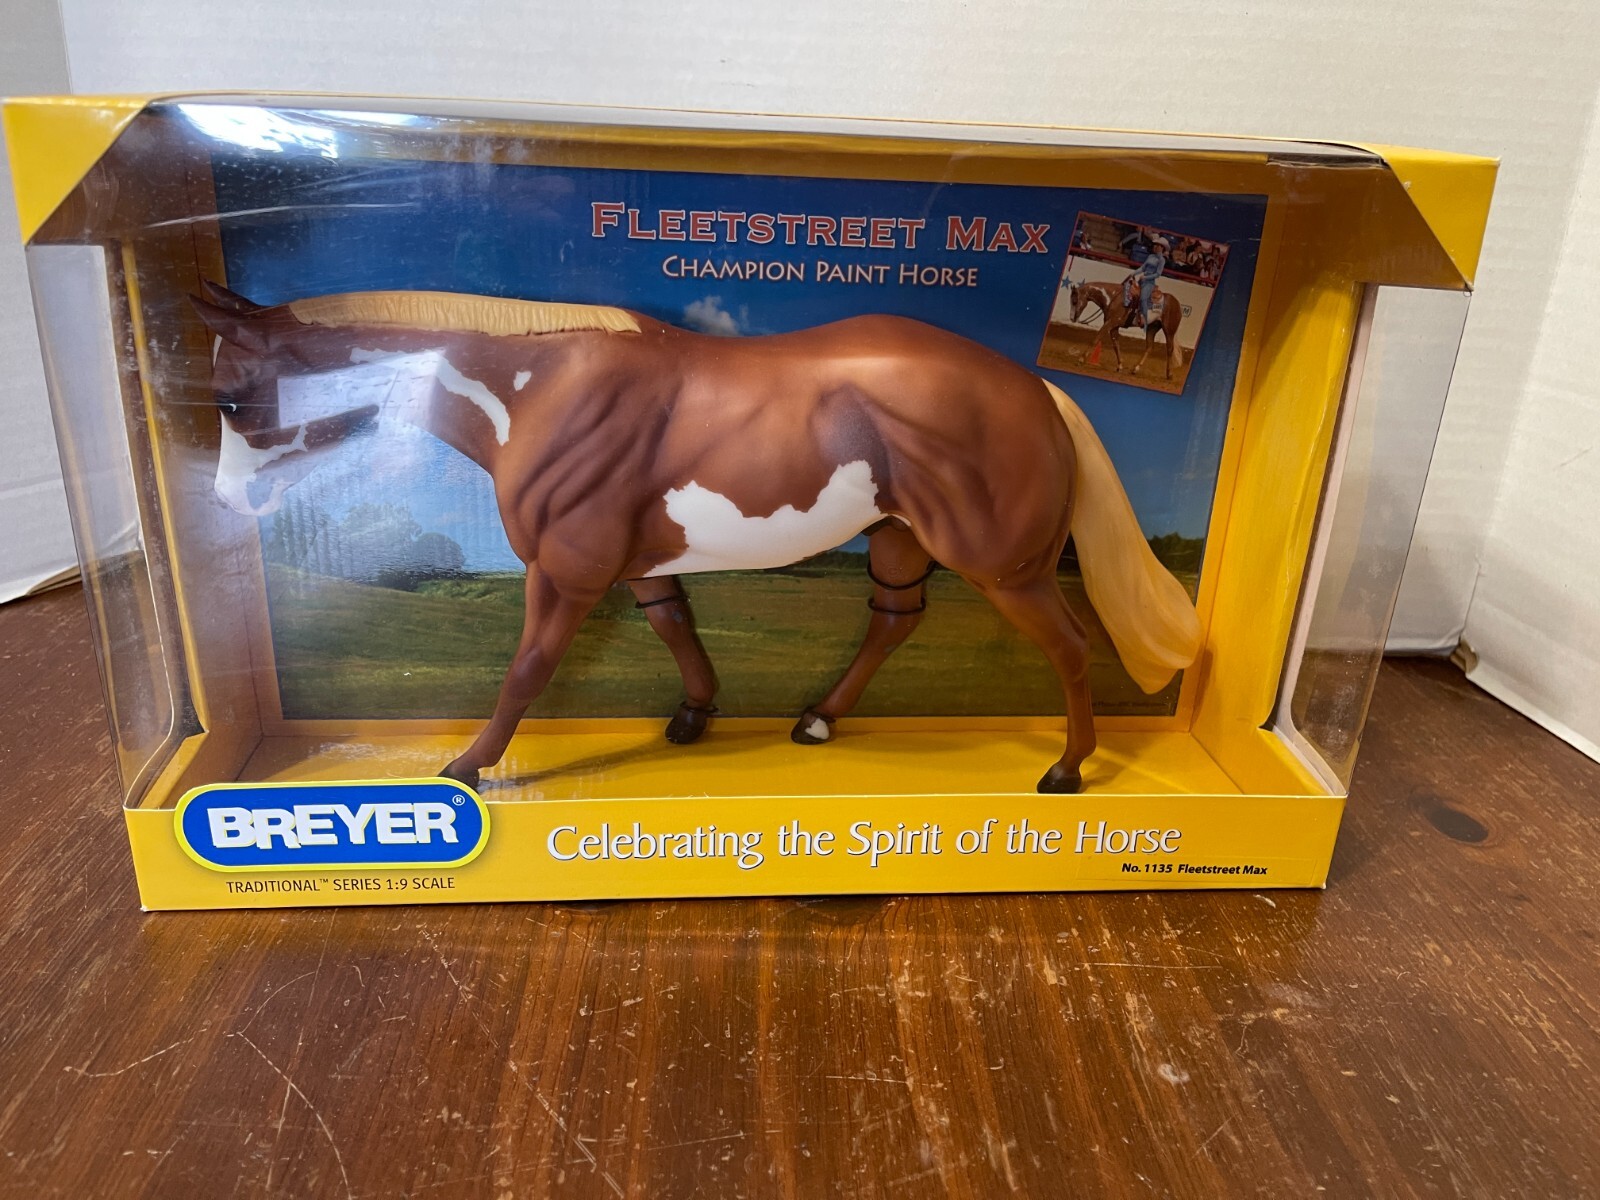 FLEETSTREET MAX
CHAMPION PAINT HORSE
BREYER®
TRADITIONAL™ SERIES 1:9 SCALE
Celebrating the Spirit of the Horse
No. 1135 Fleetstreet Max